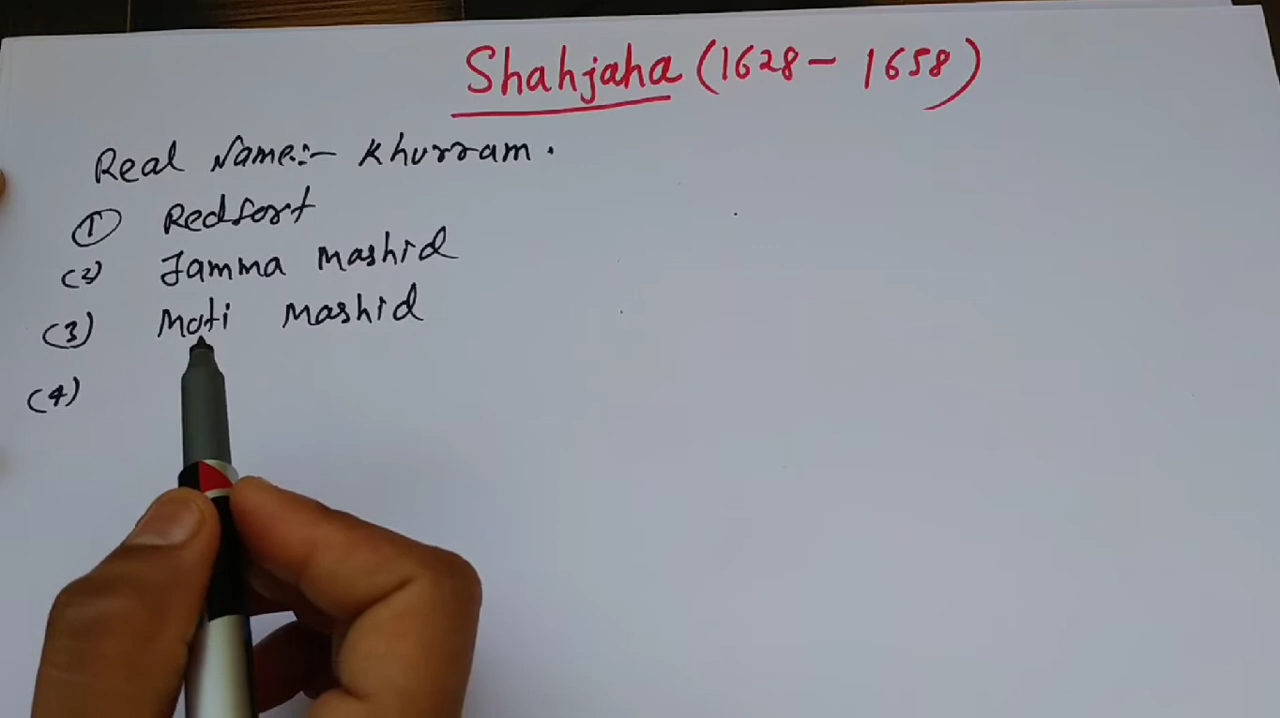 Shahjaha (1628 - 1658)
Real Name:- Khurram.
(1) Redfort
(2) Jamma Mashid
(3) Moti Mashid
(4)